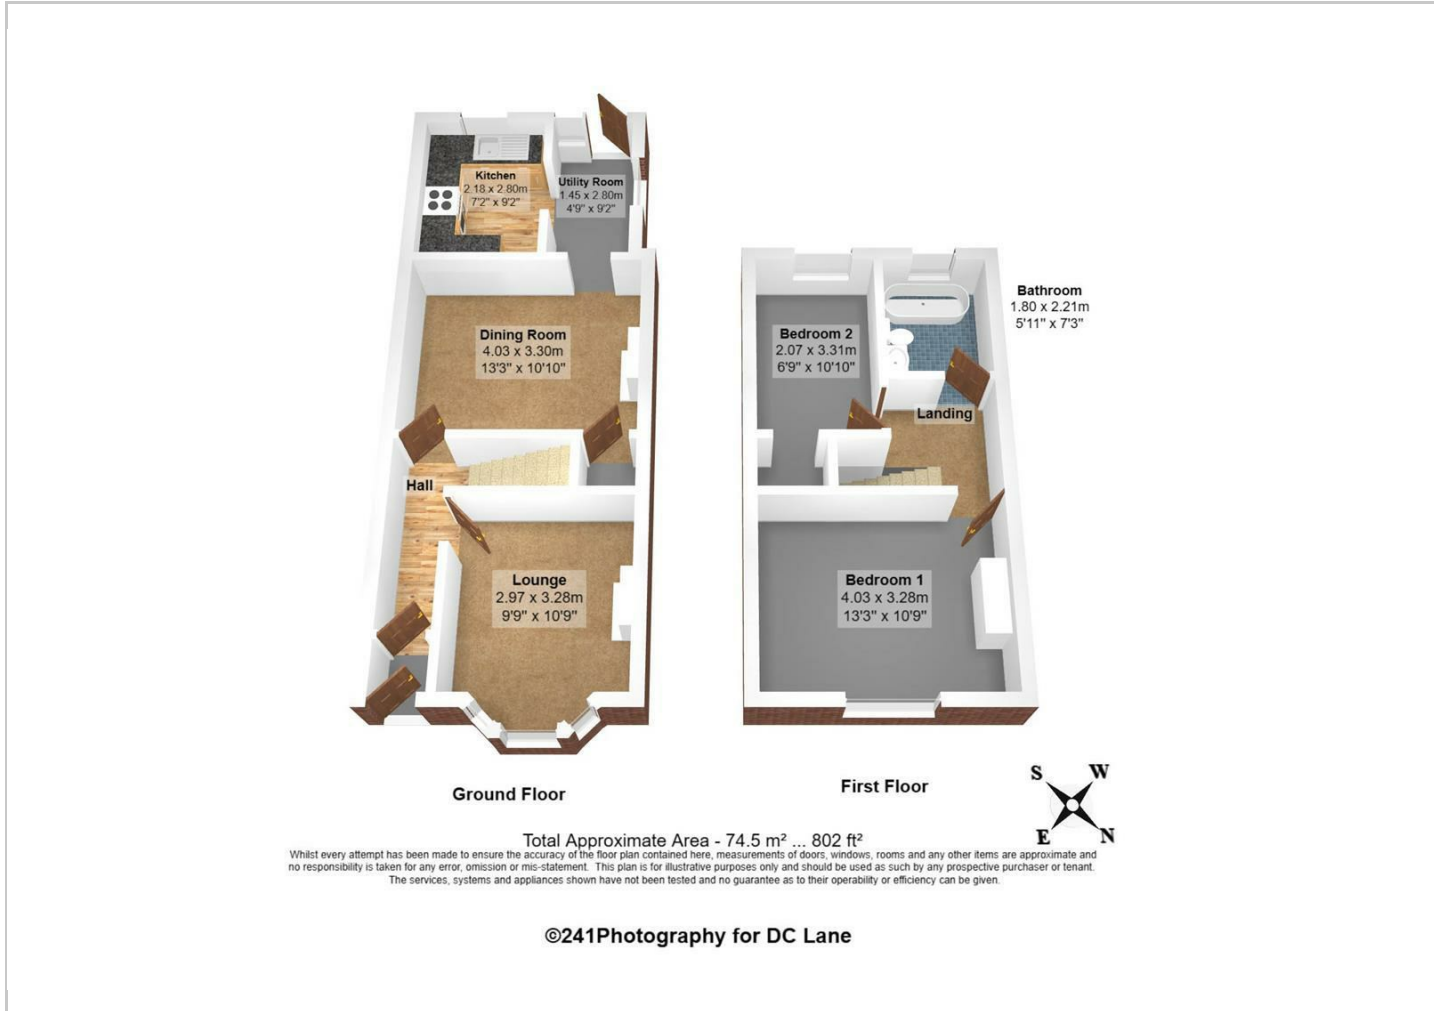 Kitchen
2.18 x 2.80m
7'2" x 9'2"
Utility Room
1.45 x 2.80m
4'9" x 9'2"
Dining Room
4.03 x 3.30m
13'3" x 10'10"
Hall
Lounge
2.97 x 3.28m
9'9" x 10'9"
Bathroom
1.80 x 2.21m
5'11" x 7'3"
Bedroom 2
2.07 x 3.31m
6'9" x 10'10"
Landing
Bedroom 1
4.03 x 3.28m
13'3" x 10'9"
Ground Floor
First Floor
S W
E N
Total Approximate Area - 74.5 m² ... 802 ft²
Whilst every attempt has been made to ensure the accuracy of the floor plan contained here, measurements of doors, windows, rooms and any other items are approximate and
no responsibility is taken for any error, omission or mis-statement. This plan is for illustrative purposes only and should be used as such by any prospective purchaser or tenant.
The services, systems and appliances shown have not been tested and no guarantee as to their operability or efficiency can be given.
©241Photography for DC Lane